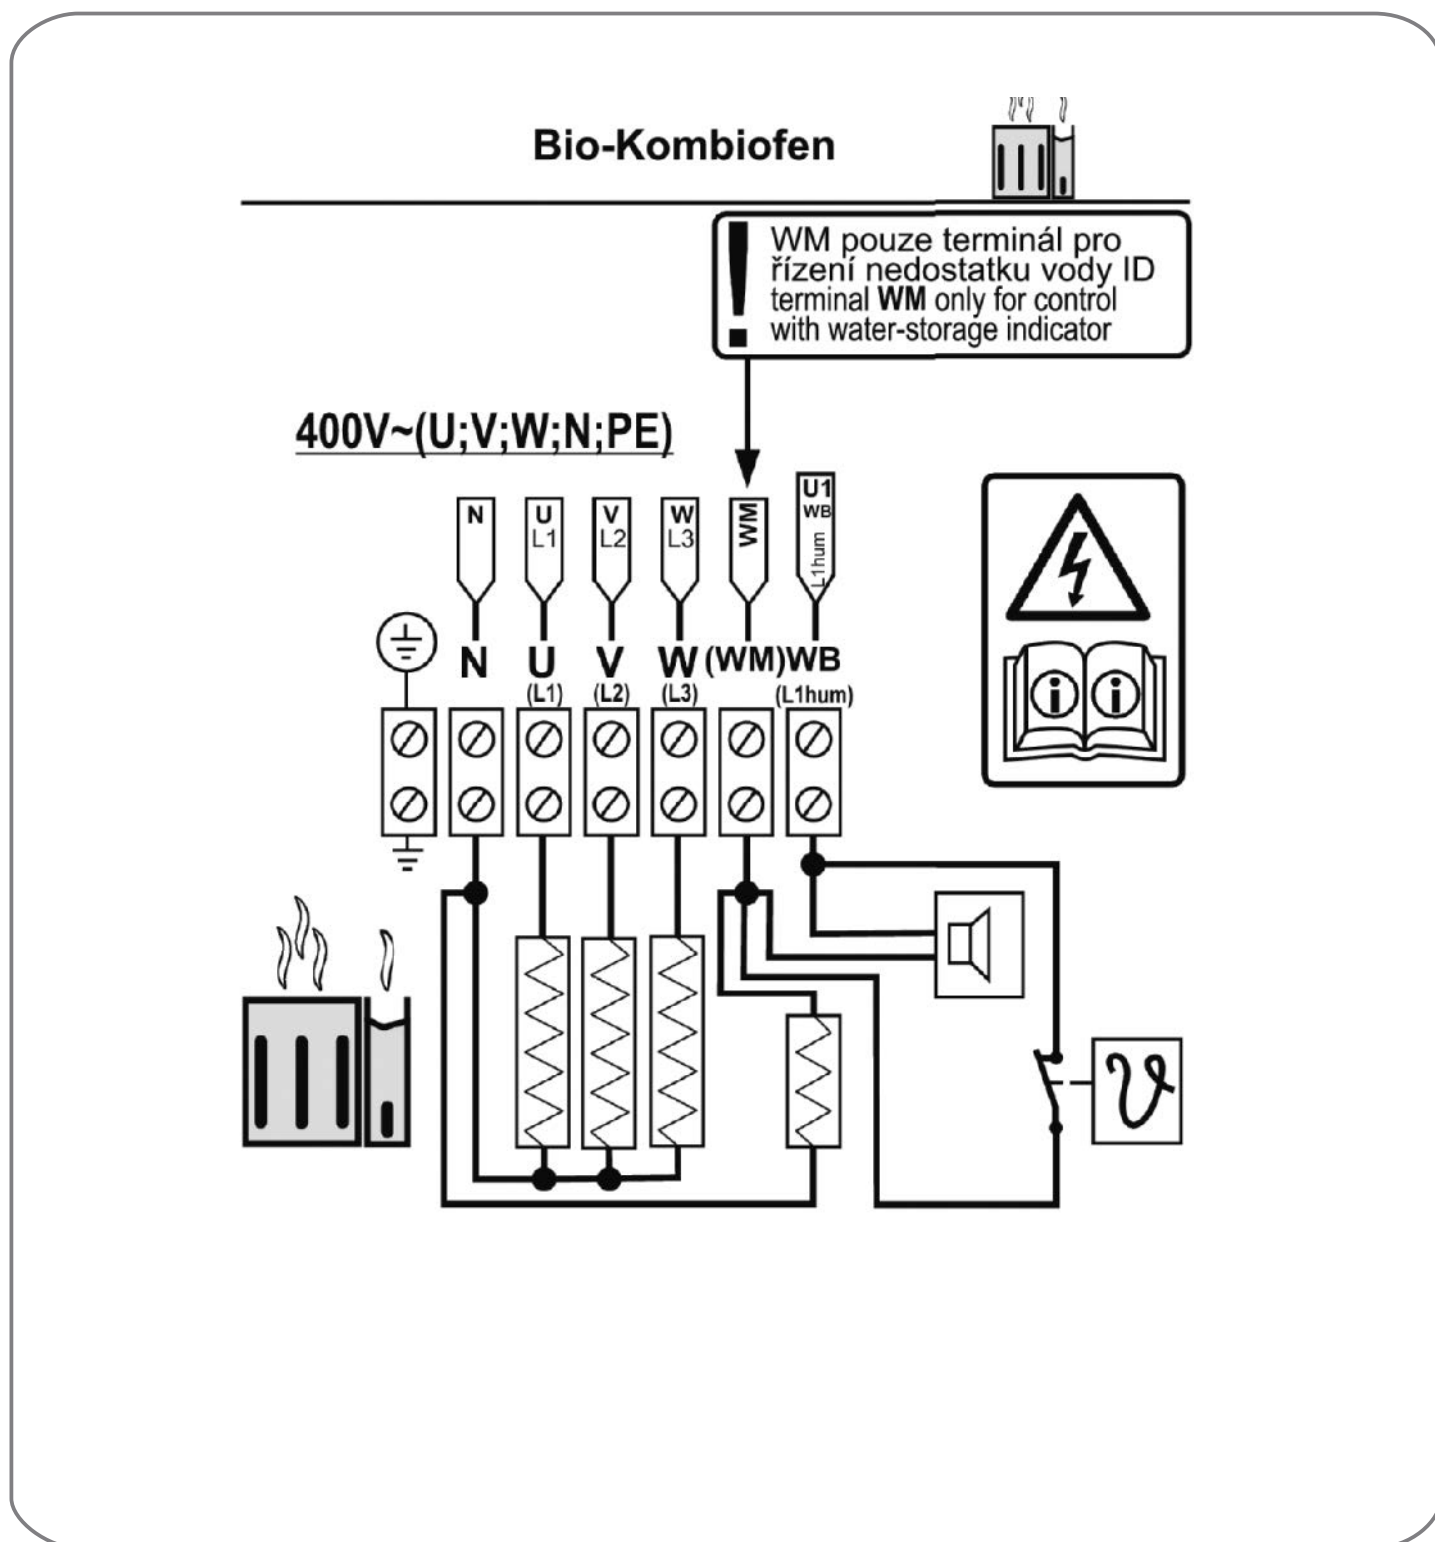 Bio-Kombiofen
WM pouze terminál pro
řízení nedostatku vody ID
terminal WM only for control
with water-storage indicator
400V~(U;V;W;N;PE)
N
U
L1
V
L2
W
L3
WM
U1
WB
L1hum
N U V W (WM) WB
(L1) (L2) (L3) (L1hum)
i i